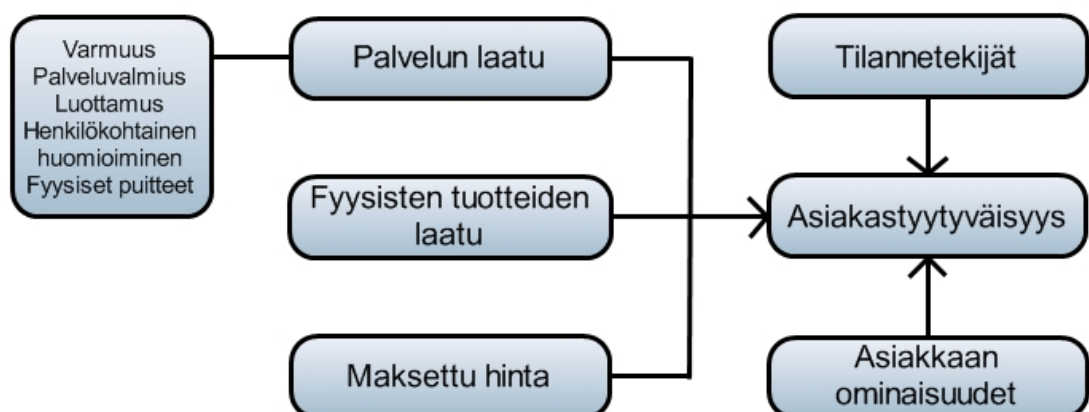 Varmuus
Palveluvalmius
Luottamus
Henkilökohtainen
huomioiminen
Fyysiset puitteet
Palvelun laatu
Fyysisten tuotteiden
laatu
Maksettu hinta
Tilannetekijät
Asiakastyytyväisyys
Asiakkaan
ominaisuudet